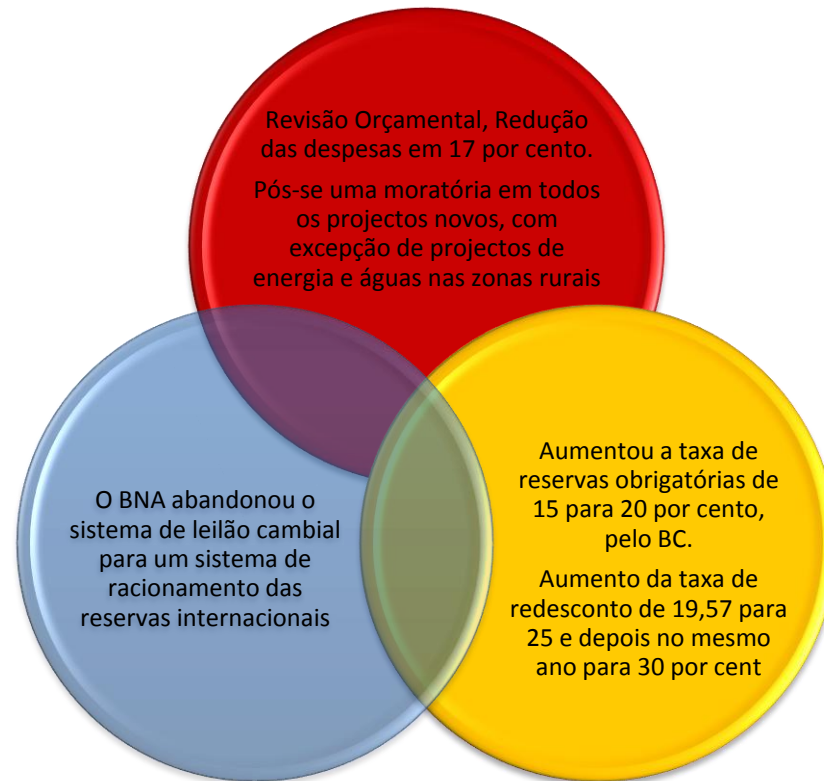 Revisão Orçamental, Redução
das despesas em 17 por cento.
Pós-se uma moratória em todos
os projectos novos, com
excepção de projectos de
energia e águas nas zonas rurais
O BNA abandonou o
sistema de leilão cambial
para um sistema de
racionamento das
reservas internacionais
Aumentou a taxa de
reservas obrigatórias de
15 para 20 por cento,
pelo BC.
Aumento da taxa de
redesconto de 19,57 para
25 e depois no mesmo
ano para 30 por cent